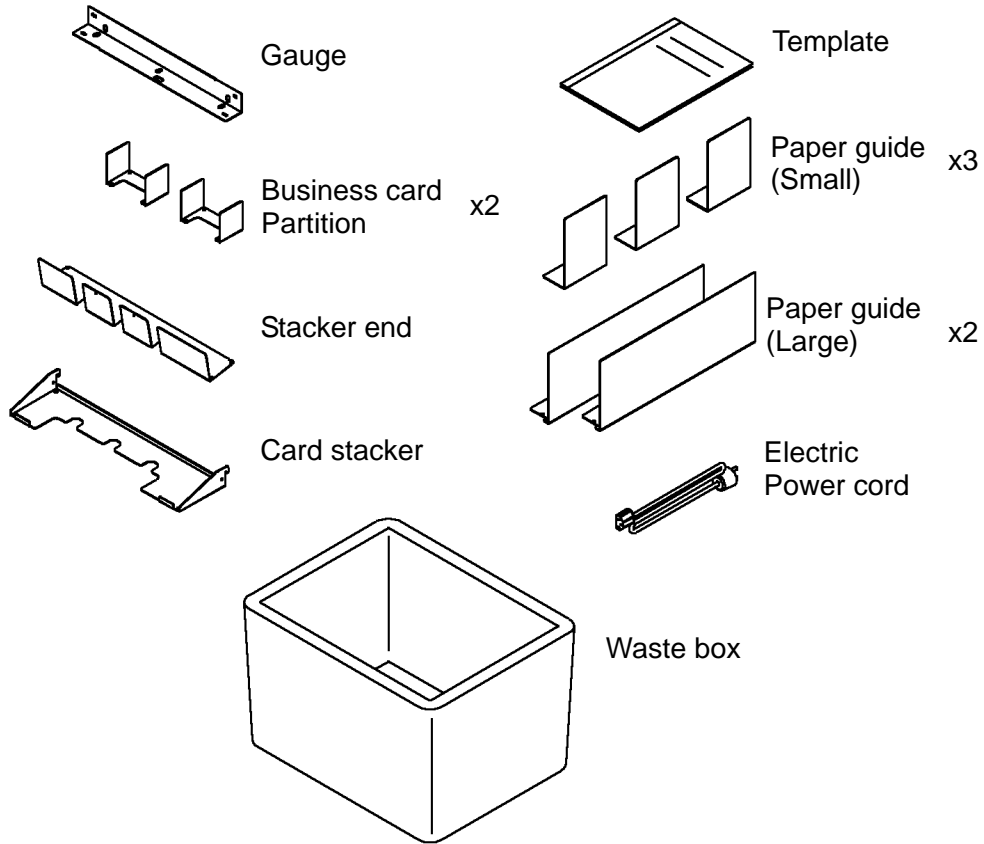 Gauge
Template
Business card
Partition
x2
Paper guide
(Small)
x3
Stacker end
Paper guide
(Large)
x2
Card stacker
Electric
Power cord
Waste box